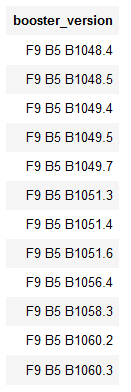 booster_version
F9 B5 B1048.4
F9 B5 B1048.5
F9 B5 B1049.4
F9 B5 B1049.5
F9 B5 B1049.7
F9 B5 B1051.3
F9 B5 B1051.4
F9 B5 B1051.6
F9 B5 B1056.4
F9 B5 B1058.3
F9 B5 B1060.2
F9 B5 B1060.3